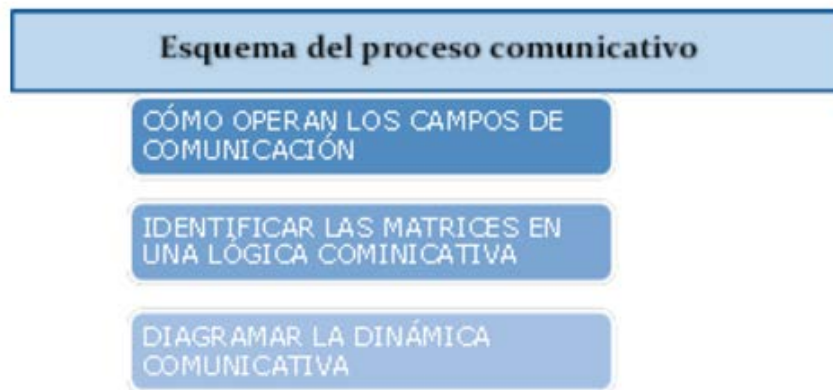 Esquema del proceso comunicativo
CÓMO OPERAN LOS CAMPOS DE
COMUNICACIÓN
IDENTIFICAR LAS MATRICES EN
UNA LÓGICA COMINICATIVA
DIAGRAMAR LA DINÁMICA
COMUNICATIVA